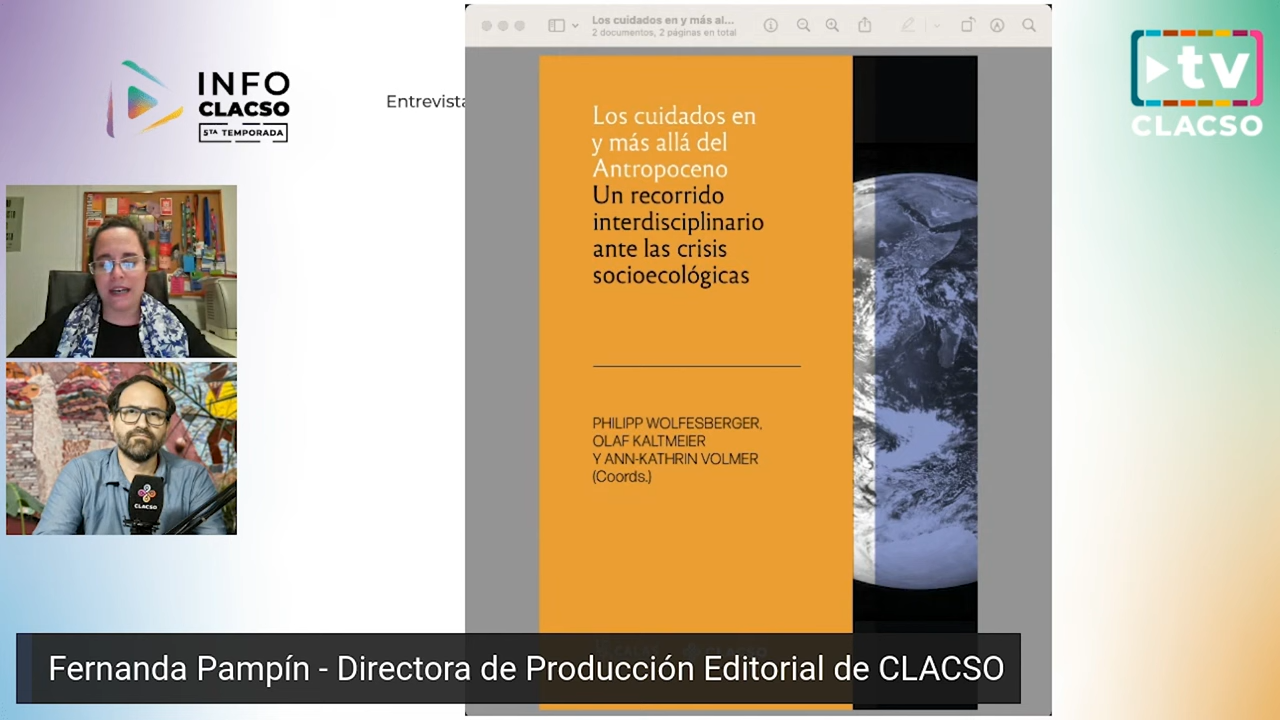 INFO
CLACSO
5TA TEMPORADA
Entrevista
Los cuidados en y más al...
2 documentos, 2 páginas en total
tv
CLACSO
Los cuidados en
y más allá del
Antropoceno
Un recorrido
interdisciplinario
ante las crisis
socioecológicas
PHILIPP WOLFESBERGER,
OLAF KALTMEIER
Y ANN-KATHRIN VOLMER
(Coords.)
CLACSO
Fernanda Pampín - Directora de Producción Editorial de CLACSO